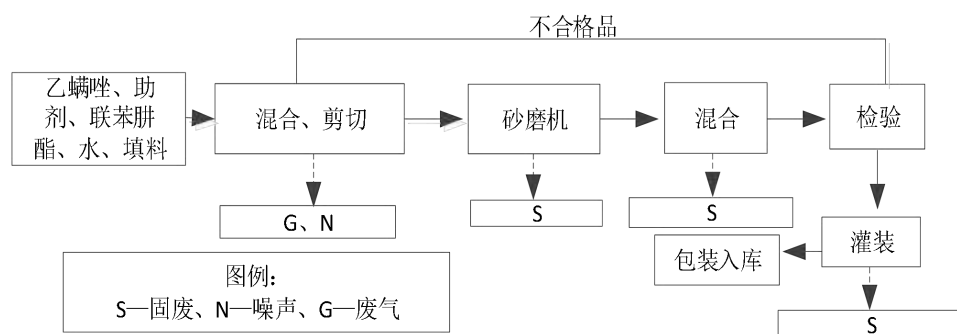 不合格品
乙螨唑、助
剂、联苯肼
酯、水、填料
混合、剪切
砂磨机
混合
检验
G、N
S
S
灌装
包装入库
S
图例：
S—固废、N—噪声、G—废气